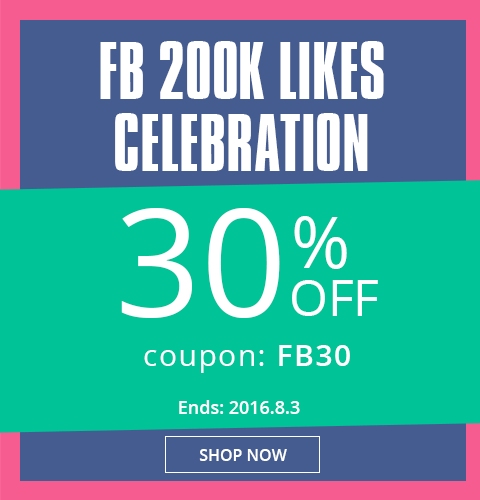 FB 200K LIKES
CELEBRATION
30%
OFF
coupon: FB30
Ends: 2016.8.3
SHOP NOW